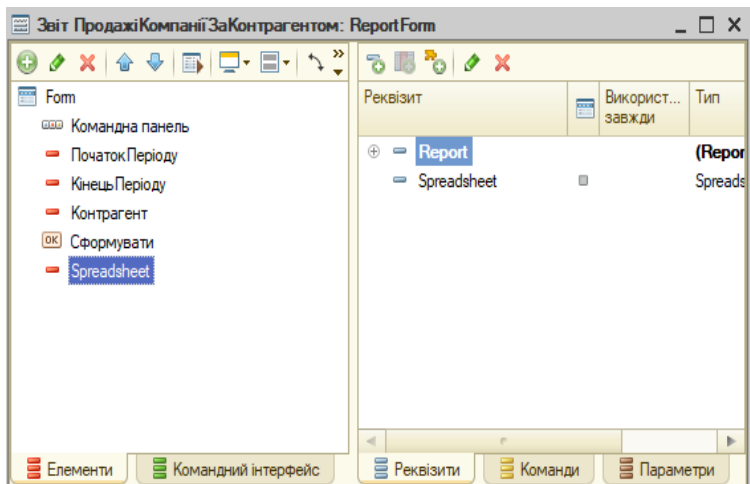 Звіт ПродажіКомпаніїЗаКонтрагентом: ReportForm
Form
Командна панель
ПочатокПеріоду
КінецьПеріоду
Контрагент
OK Сформувати
Spreadsheet
Елементи
Командний інтерфейс
Реквізит
Використ...
завжди
Тип
Report
(Repor
Spreadsheet
Spreads
Реквізити
Команди
Параметри